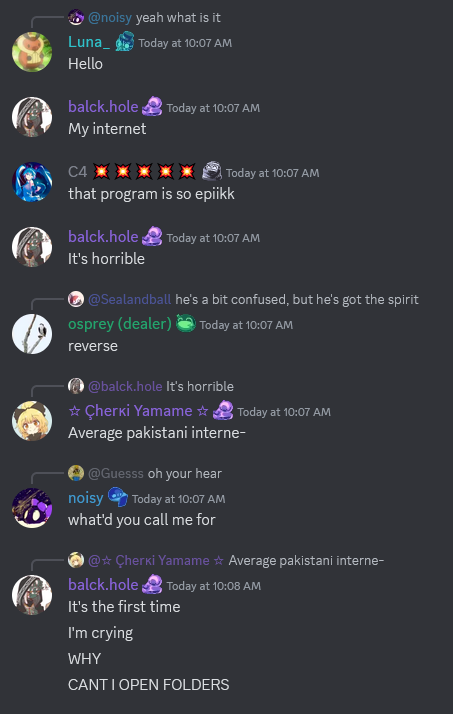 @noisy yeah what is it
Luna_ Today at 10:07 AM
Hello
balck.hole Today at 10:07 AM
My internet
C4 💥 💥 💥 💥 💥 Today at 10:07 AM
that program is so epiikk
balck.hole Today at 10:07 AM
It's horrible
@Sealandball he's a bit confused, but he's got the spirit
osprey (dealer) Today at 10:07 AM
reverse
@balck.hole It's horrible
☆ Çherкi Yamame ☆ Today at 10:07 AM
Average pakistani interne-
@Guesss oh your hear
noisy Today at 10:07 AM
what'd you call me for
@☆ Çherкi Yamame ☆ Average pakistani interne-
balck.hole Today at 10:08 AM
It's the first time
I'm crying
WHY
CANT I OPEN FOLDERS